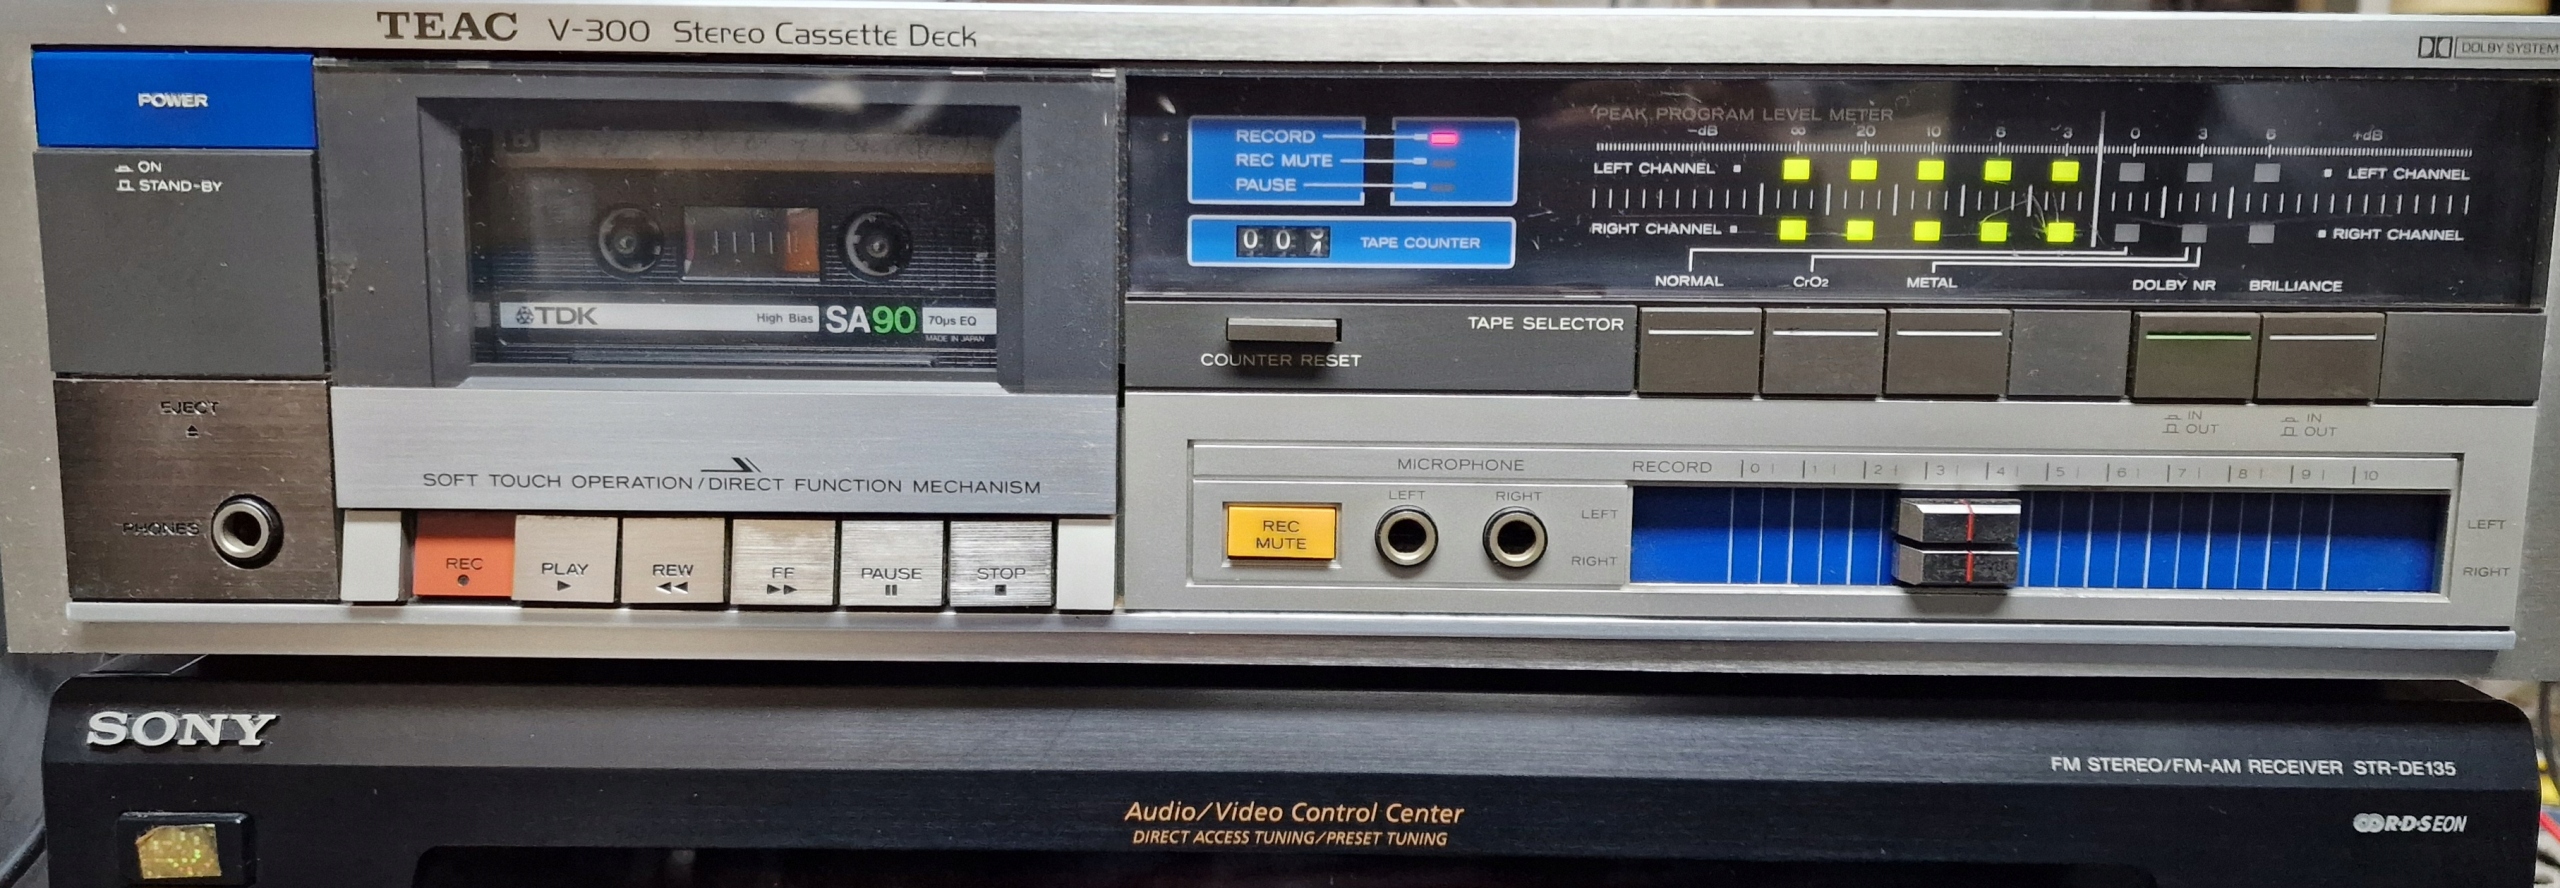 TEAC V-300 Stereo Cassette Deck
DOLBY SYSTEM
POWER
ON
STAND-BY
EJECT
PHONES
B
TDK High Bias SA90 70μs EQ
MADE IN JAPAN
SOFT TOUCH OPERATION/DIRECT FUNCTION MECHANISM
REC
PLAY
REW
FF
PAUSE
STOP
RECORD
REC MUTE
PAUSE
0 0 TAPE COUNTER
PEAK PROGRAM LEVEL METER
-dB ∞ 20 10 6 3 0 3 6 +dB
LEFT CHANNEL LEFT CHANNEL
RIGHT CHANNEL RIGHT CHANNEL
NORMAL CrO2 METAL DOLBY NR BRILLIANCE
COUNTER RESET
TAPE SELECTOR
IN
OUT
IN
OUT
MICROPHONE
LEFT RIGHT
REC
MUTE
RECORD 0 1 2 3 4 5 6 7 8 9 10
LEFT LEFT
RIGHT RIGHT
SONY
FM STEREO/FM-AM RECEIVER STR-DE135
Audio/Video Control Center
DIRECT ACCESS TUNING/PRESET TUNING
R·D·S EON